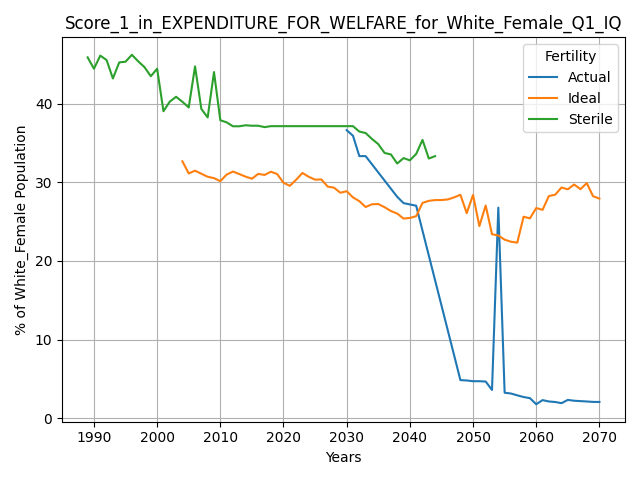 Score_1_in_EXPENDITURE_FOR_WELFARE_for_White_Female_Q1_IQ
Fertility
Actual
Ideal
Sterile
% of White_Female Population
40
30
20
10
0
1990 2000 2010 2020 2030 2040 2050 2060 2070
Years